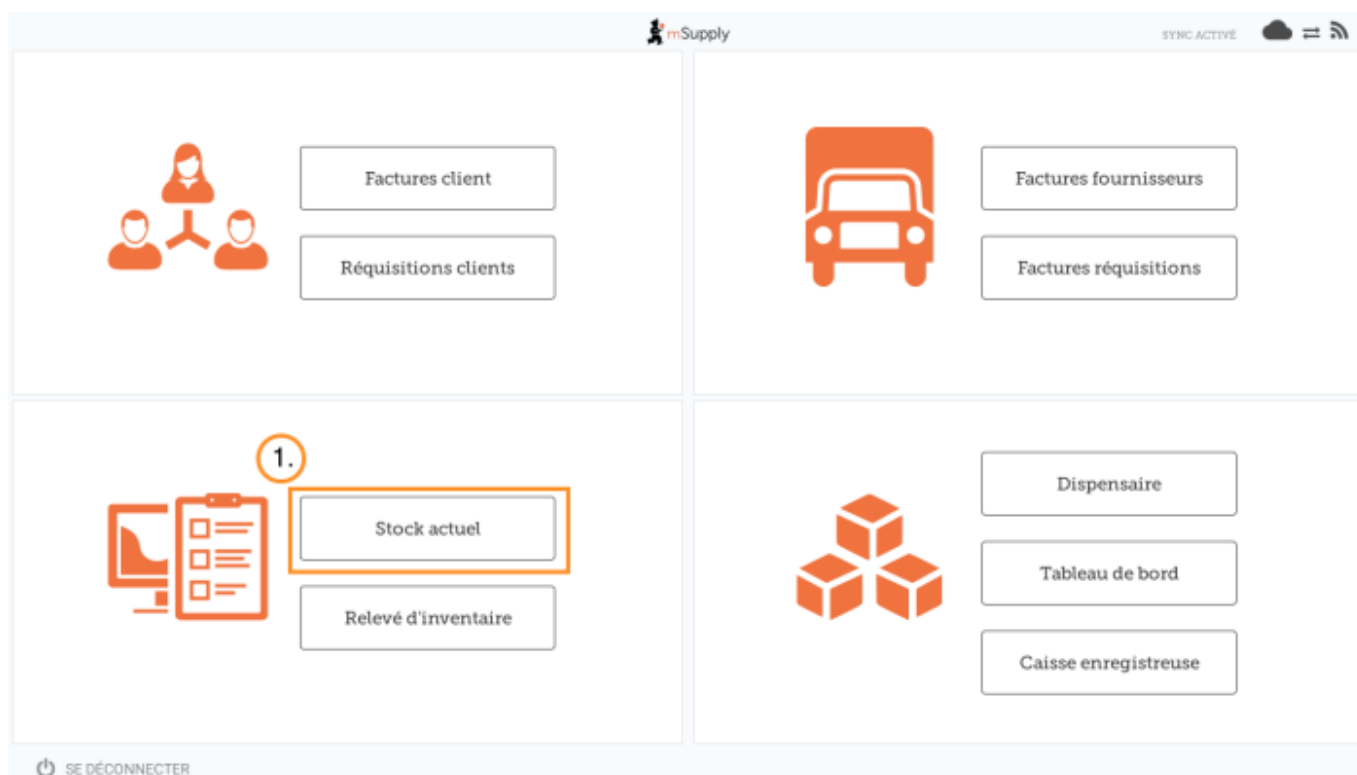 mSupply
SYNC ACTIVÉ
Factures client
Réquisitions clients
Factures fournisseurs
Factures réquisitions
1.
Stock actuel
Relevé d'inventaire
Dispensaire
Tableau de bord
Caisse enregistreuse
SE DÉCONNECTER